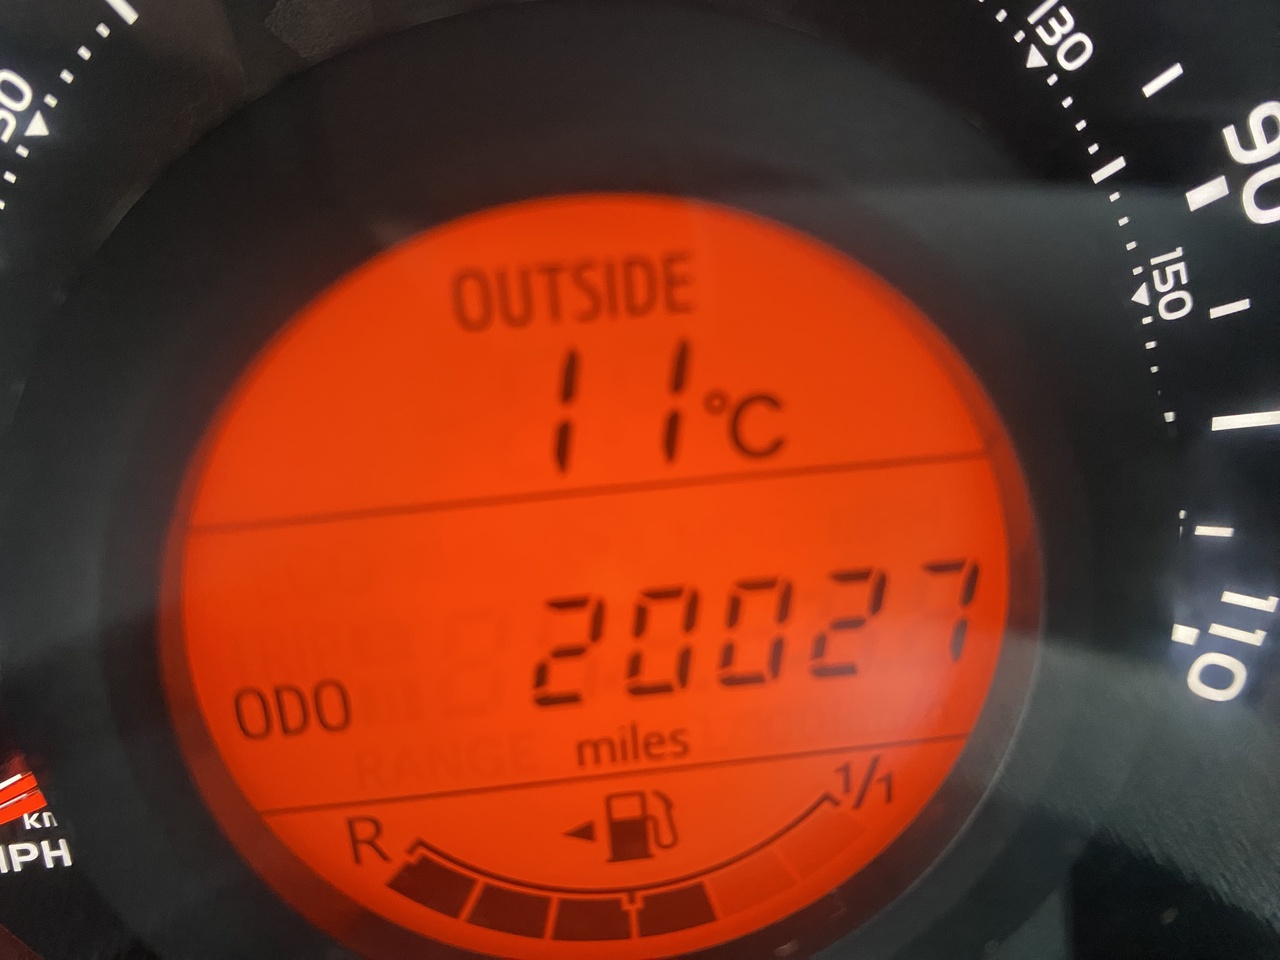 OUTSIDE
11°C
ODO 20027
miles
RANGE
R 1/1
130
90
150
110
MPH